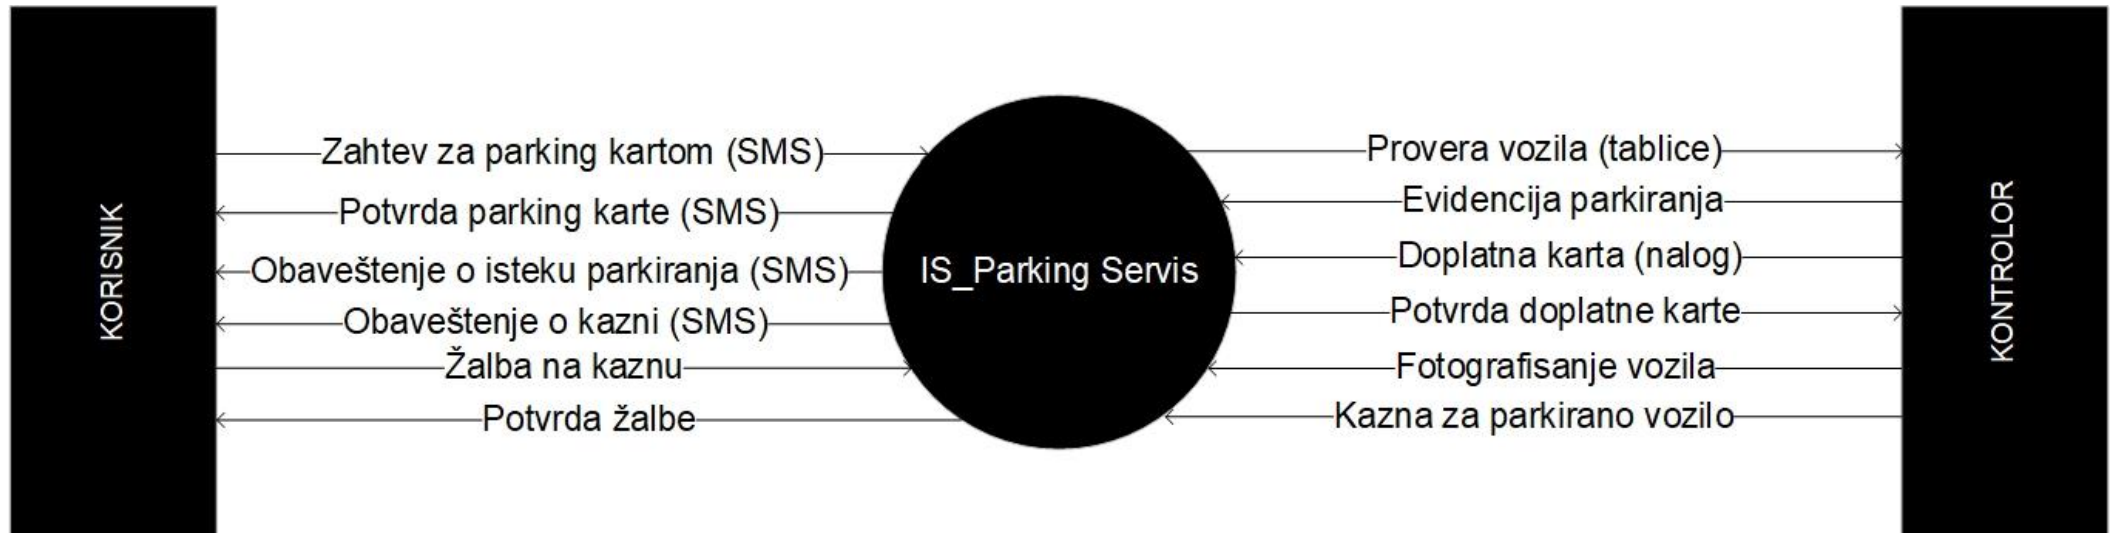 KORISNIK
Zahtev za parking kartom (SMS)
Potvrda parking karte (SMS)
Obaveštenje o isteku parkiranja (SMS)
Obaveštenje o kazni (SMS)
Žalba na kaznu
Potvrda žalbe
IS_Parking Servis
Provera vozila (tablice)
Evidencija parkiranja
Doplatna karta (nalog)
Potvrda doplatne karte
Fotografisanje vozila
Kazna za parkirano vozilo
KONTROLOR